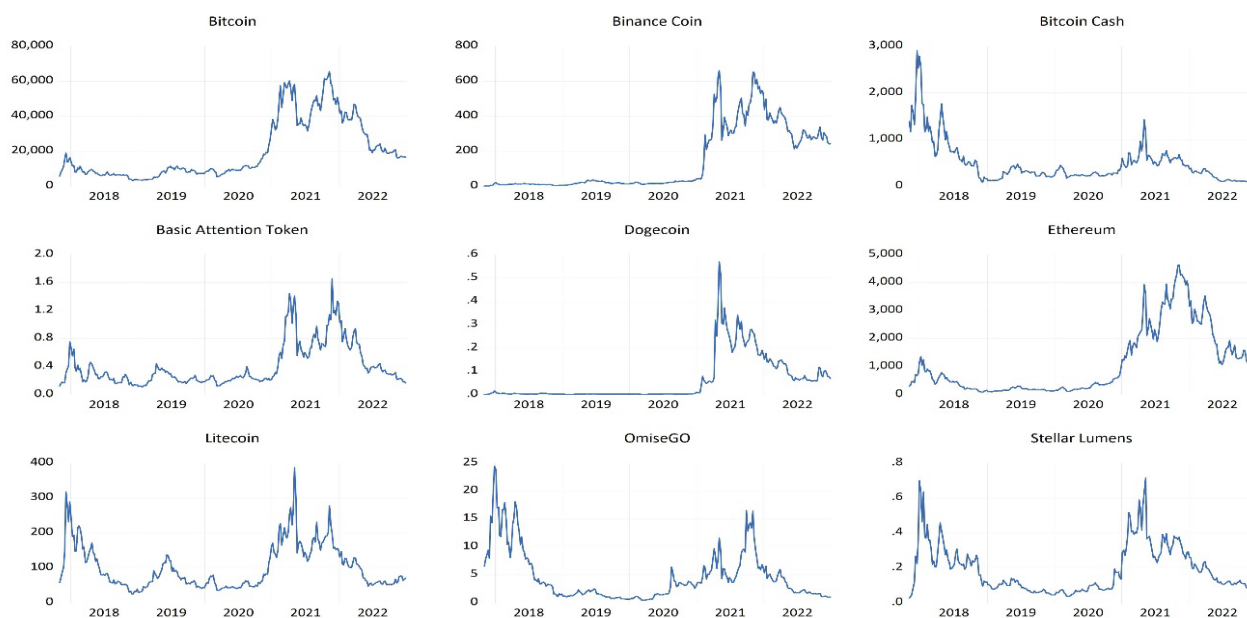 Bitcoin
80,000
60,000
40,000
20,000
0
2018 2019 2020 2021 2022
Binance Coin
800
600
400
200
0
2018 2019 2020 2021 2022
Bitcoin Cash
3,000
2,000
1,000
0
2018 2019 2020 2021 2022
Basic Attention Token
2.0
1.6
1.2
0.8
0.4
0.0
2018 2019 2020 2021 2022
Dogecoin
.6
.5
.4
.3
.2
.1
.0
2018 2019 2020 2021 2022
Ethereum
5,000
4,000
3,000
2,000
1,000
0
2018 2019 2020 2021 2022
Litecoin
400
300
200
100
0
2018 2019 2020 2021 2022
OmiseGO
25
20
15
10
5
0
2018 2019 2020 2021 2022
Stellar Lumens
.8
.6
.4
.2
.0
2018 2019 2020 2021 2022